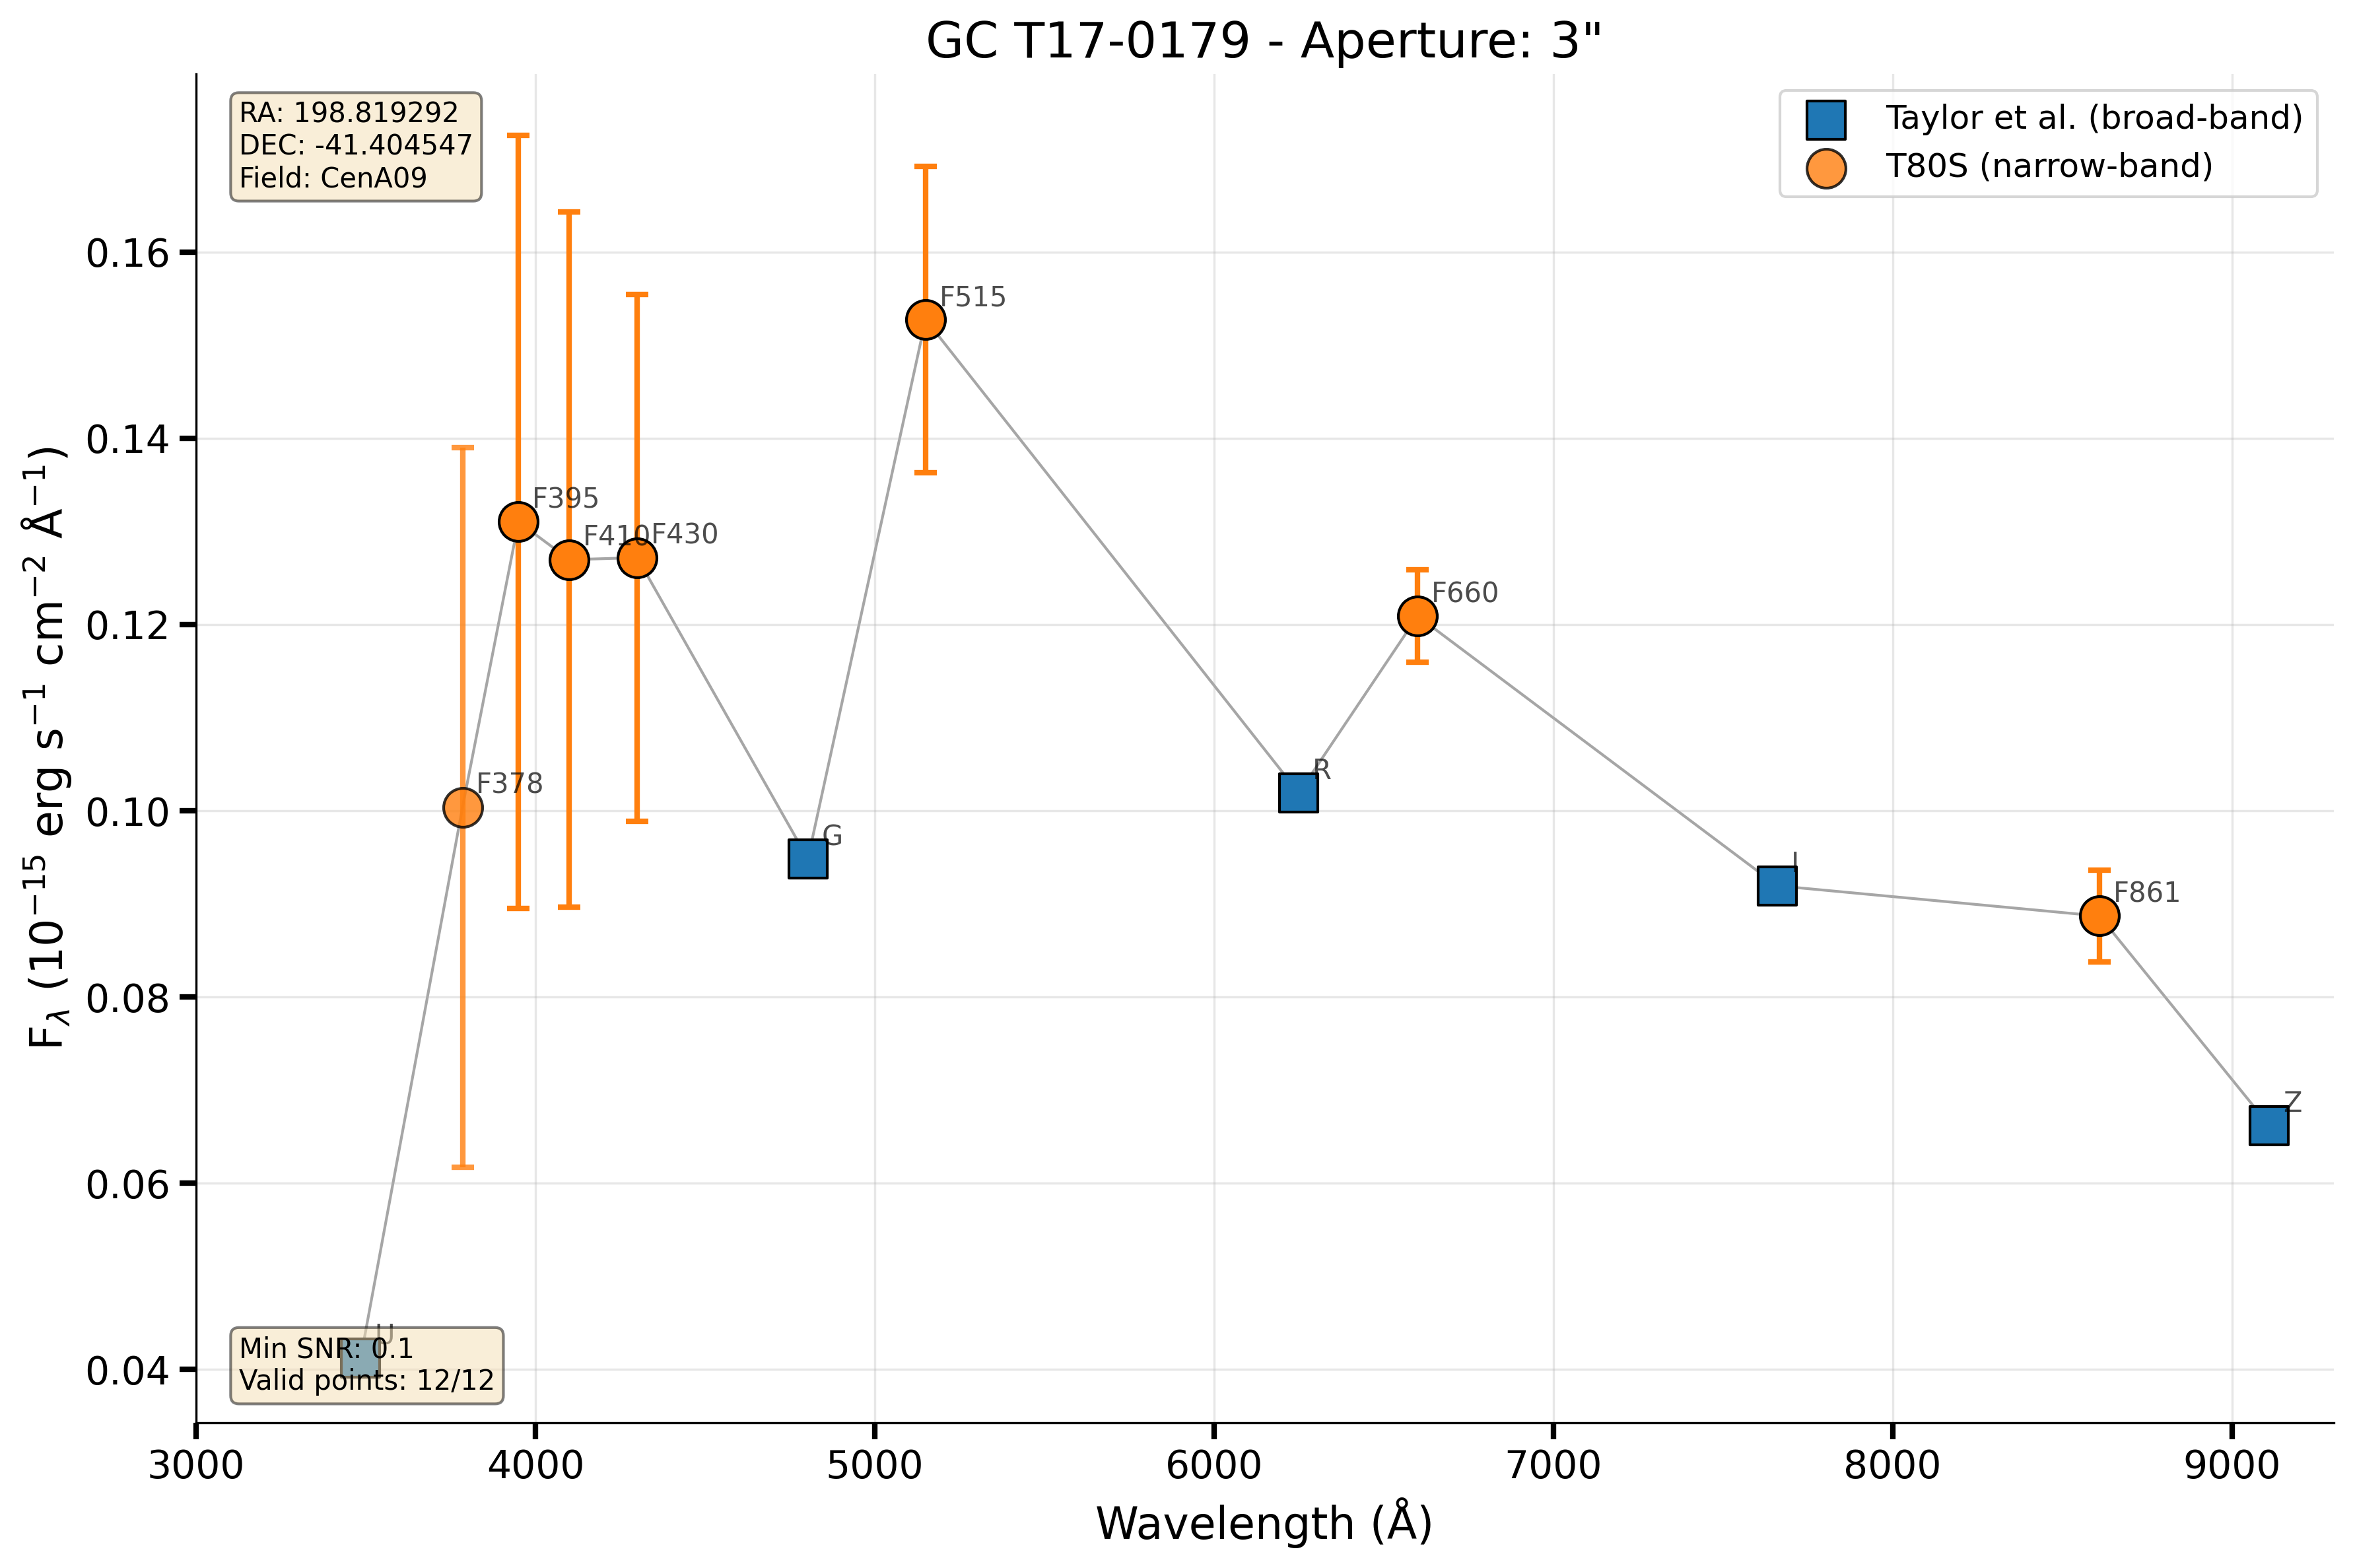 GC T17-0179 - Aperture: 3"
RA: 198.819292
DEC: -41.404547
Field: CenA09
Taylor et al. (broad-band)
T80S (narrow-band)
F515
F395
F410
F430
F660
F378
R
G
I
F861
Z
U
Min SNR: 0.1
Valid points: 12/12
0.16
0.14
0.12
0.10
0.08
0.06
0.04
F$_{\lambda}$ (10$^{-15}$ erg s$^{-1}$ cm$^{-2}$ Å$^{-1}$)
3000 4000 5000 6000 7000 8000 9000
Wavelength (Å)